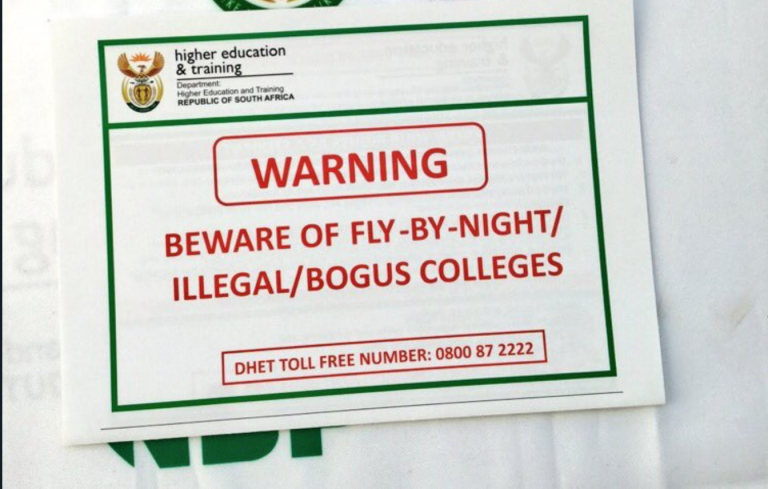 higher education
& training
Department:
Higher Education and Training
REPUBLIC OF SOUTH AFRICA
WARNING
BEWARE OF FLY-BY-NIGHT/
ILLEGAL/BOGUS COLLEGES
DHET TOLL FREE NUMBER: 0800 87 2222